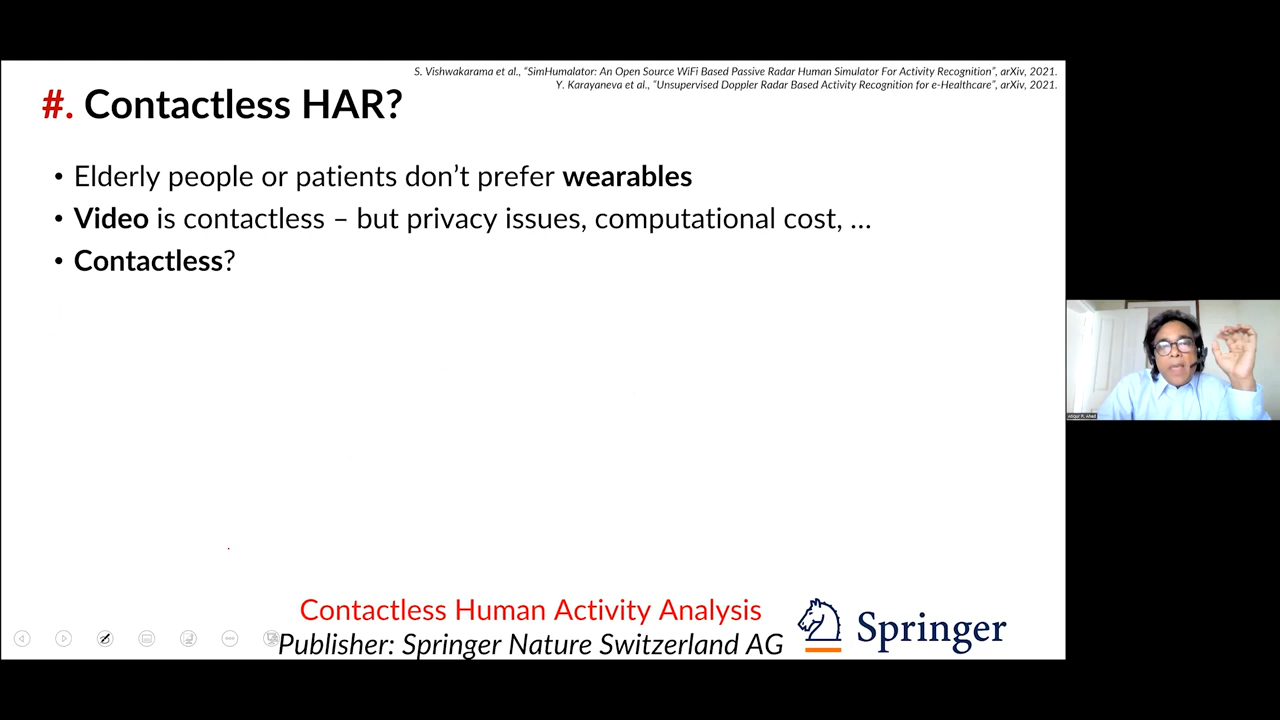 S. Vishwakarama et al., “SimHumalator: An Open Source WiFi Based Passive Radar Human Simulator For Activity Recognition”, arXiv, 2021.
Y. Karayaneva et al., “Unsupervised Doppler Radar Based Activity Recognition for e-Healthcare”, arXiv, 2021.
#. Contactless HAR?
• Elderly people or patients don’t prefer wearables
• Video is contactless – but privacy issues, computational cost, …
• Contactless?
Atiqur R. Ahad
Contactless Human Activity Analysis
Publisher: Springer Nature Switzerland AG
Springer